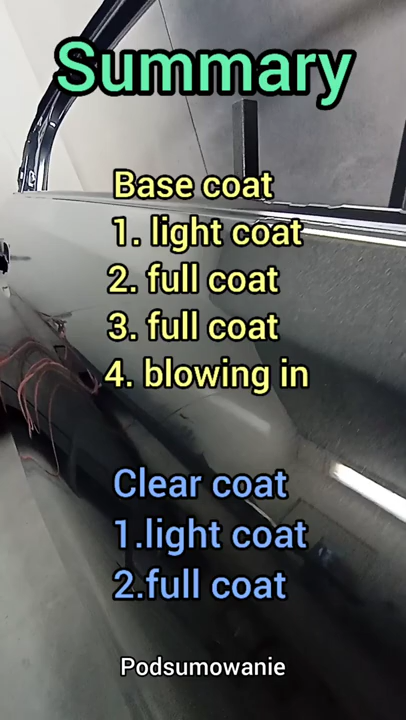 Summary
Base coat
1. light coat
2. full coat
3. full coat
4. blowing in
Clear coat
1.light coat
2.full coat
Podsumowanie